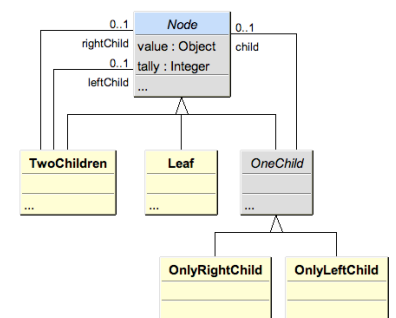 0..1
Node
0..1
rightChild
value : Object
child
0..1
tally : Integer
leftChild
...
TwoChildren
Leaf
OneChild
...
...
...
OnlyRightChild
OnlyLeftChild